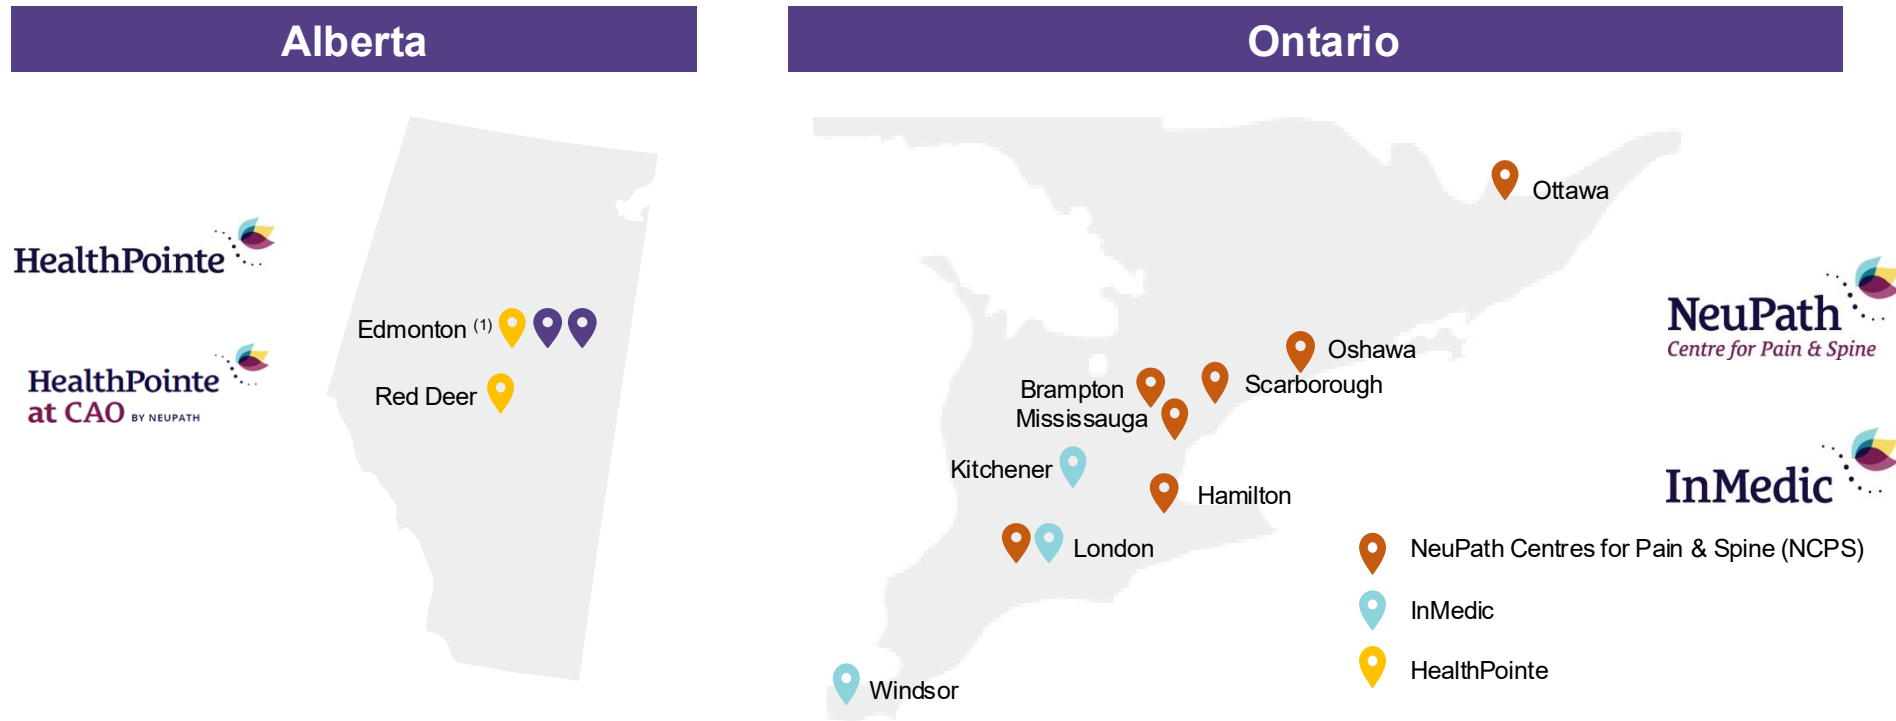 Alberta
Ontario
HealthPointe
HealthPointe
at CAO BY NEUPATH
Edmonton (1)
Red Deer
Ottawa
Oshawa
Scarborough
Brampton
Mississauga
Kitchener
Hamilton
London
Windsor
NeuPath
Centre for Pain & Spine
InMedic
NeuPath Centres for Pain & Spine (NCPS)
InMedic
HealthPointe